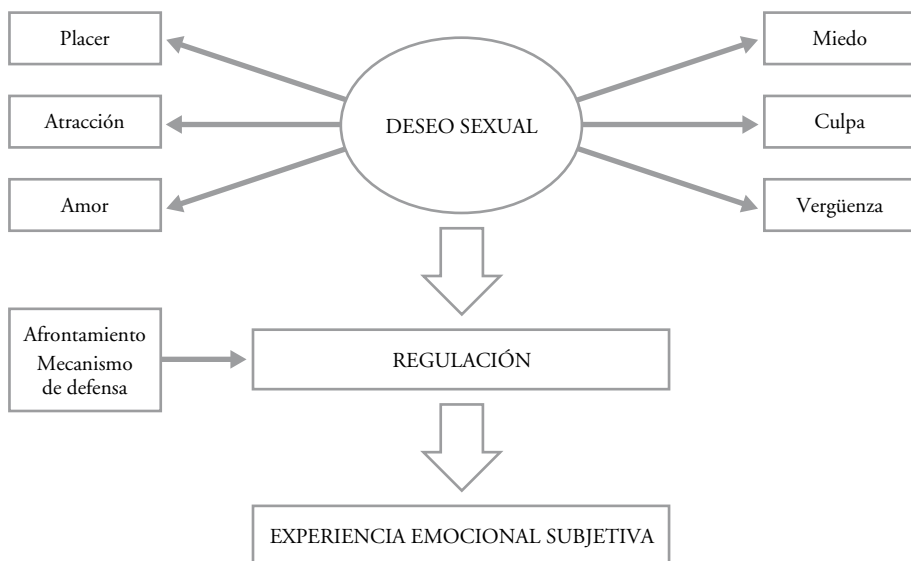 Placer
Miedo
Atracción
DESEO SEXUAL
Culpa
Amor
Vergüenza
Afrontamiento
Mecanismo
de defensa
REGULACIÓN
EXPERIENCIA EMOCIONAL SUBJETIVA